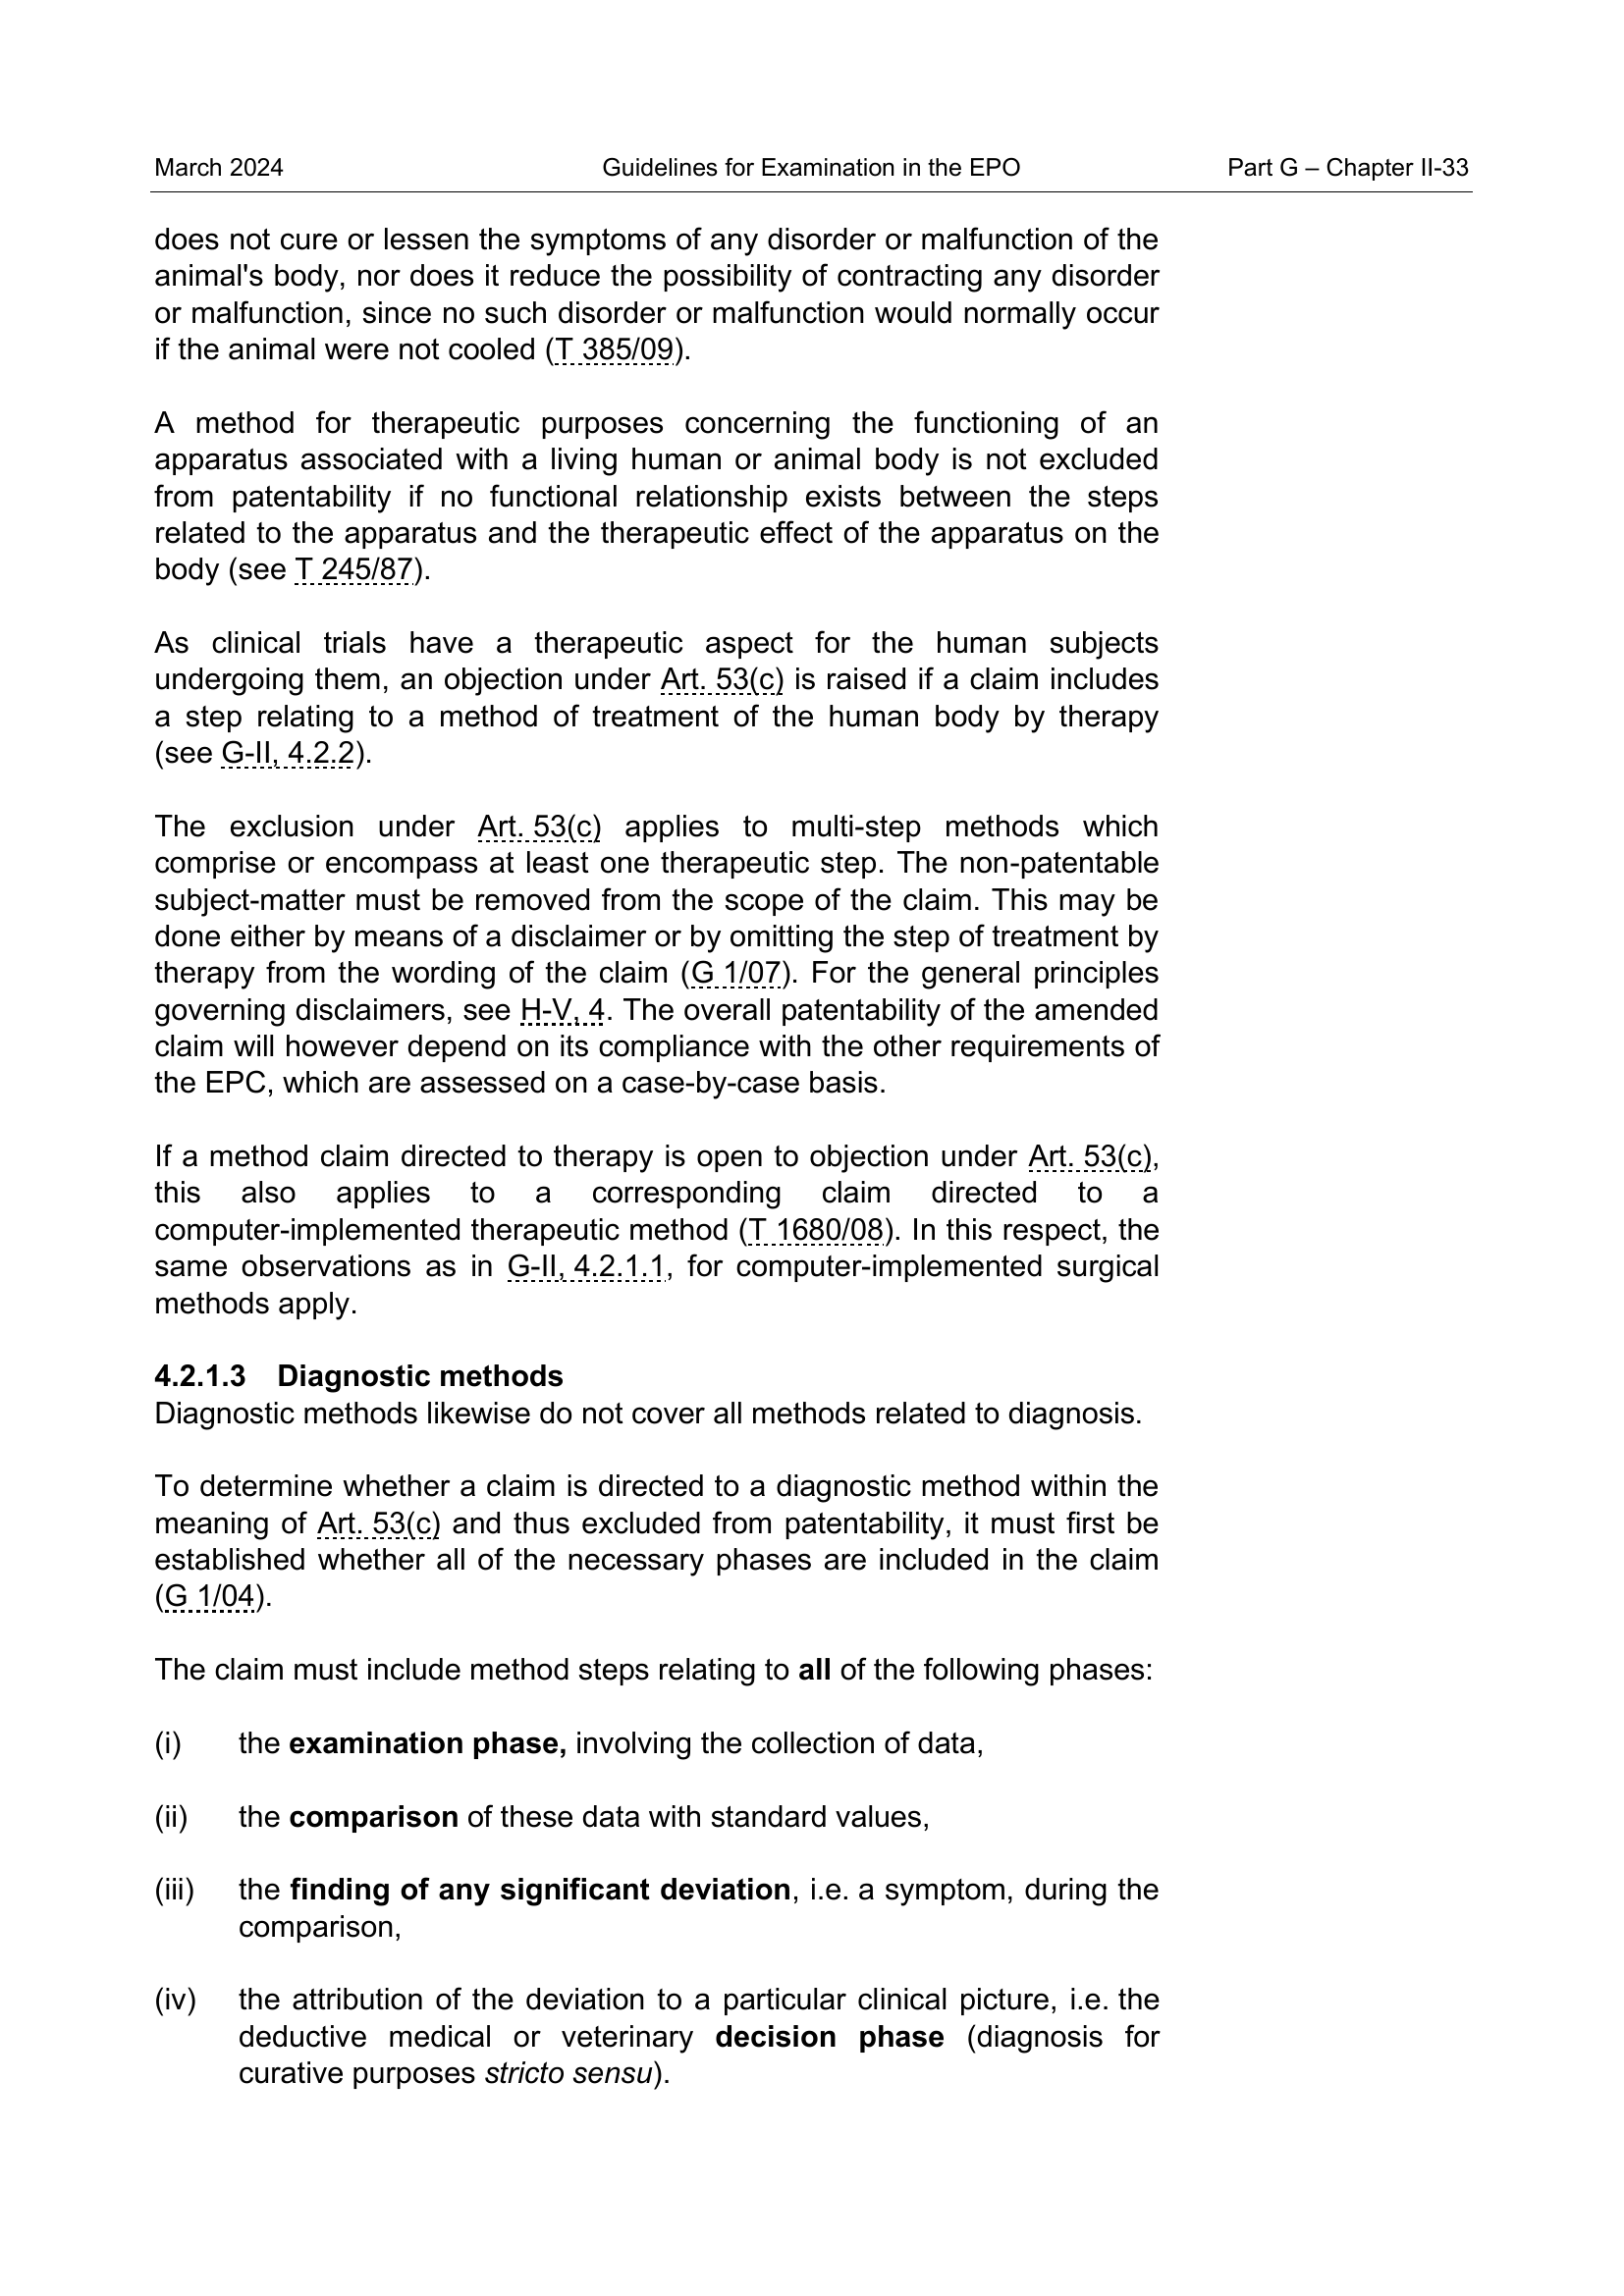 March 2024 Guidelines for Examination in the EPO Part G – Chapter II-33
does not cure or lessen the symptoms of any disorder or malfunction of the
animal's body, nor does it reduce the possibility of contracting any disorder
or malfunction, since no such disorder or malfunction would normally occur
if the animal were not cooled (T 385/09).
A method for therapeutic purposes concerning the functioning of an
apparatus associated with a living human or animal body is not excluded
from patentability if no functional relationship exists between the steps
related to the apparatus and the therapeutic effect of the apparatus on the
body (see T 245/87).
As clinical trials have a therapeutic aspect for the human subjects
undergoing them, an objection under Art. 53(c) is raised if a claim includes
a step relating to a method of treatment of the human body by therapy
(see G-II, 4.2.2).
The exclusion under Art. 53(c) applies to multi-step methods which
comprise or encompass at least one therapeutic step. The non-patentable
subject-matter must be removed from the scope of the claim. This may be
done either by means of a disclaimer or by omitting the step of treatment by
therapy from the wording of the claim (G 1/07). For the general principles
governing disclaimers, see H-V, 4. The overall patentability of the amended
claim will however depend on its compliance with the other requirements of
the EPC, which are assessed on a case-by-case basis.
If a method claim directed to therapy is open to objection under Art. 53(c),
this also applies to a corresponding claim directed to a
computer-implemented therapeutic method (T 1680/08). In this respect, the
same observations as in G-II, 4.2.1.1, for computer-implemented surgical
methods apply.
4.2.1.3 Diagnostic methods
Diagnostic methods likewise do not cover all methods related to diagnosis.
To determine whether a claim is directed to a diagnostic method within the
meaning of Art. 53(c) and thus excluded from patentability, it must first be
established whether all of the necessary phases are included in the claim
(G 1/04).
The claim must include method steps relating to all of the following phases:
(i) the examination phase, involving the collection of data,
(ii) the comparison of these data with standard values,
(iii) the finding of any significant deviation, i.e. a symptom, during the
comparison,
(iv) the attribution of the deviation to a particular clinical picture, i.e. the
deductive medical or veterinary decision phase (diagnosis for
curative purposes stricto sensu).